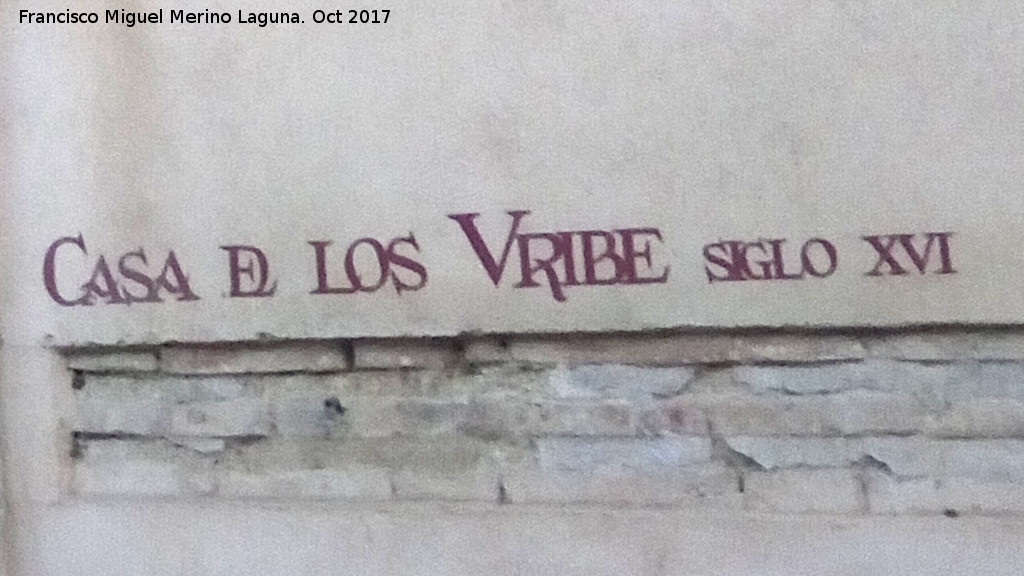 Francisco Miguel Merino Laguna. Oct 2017
CASA DE LOS VRIBE SIGLO XVI